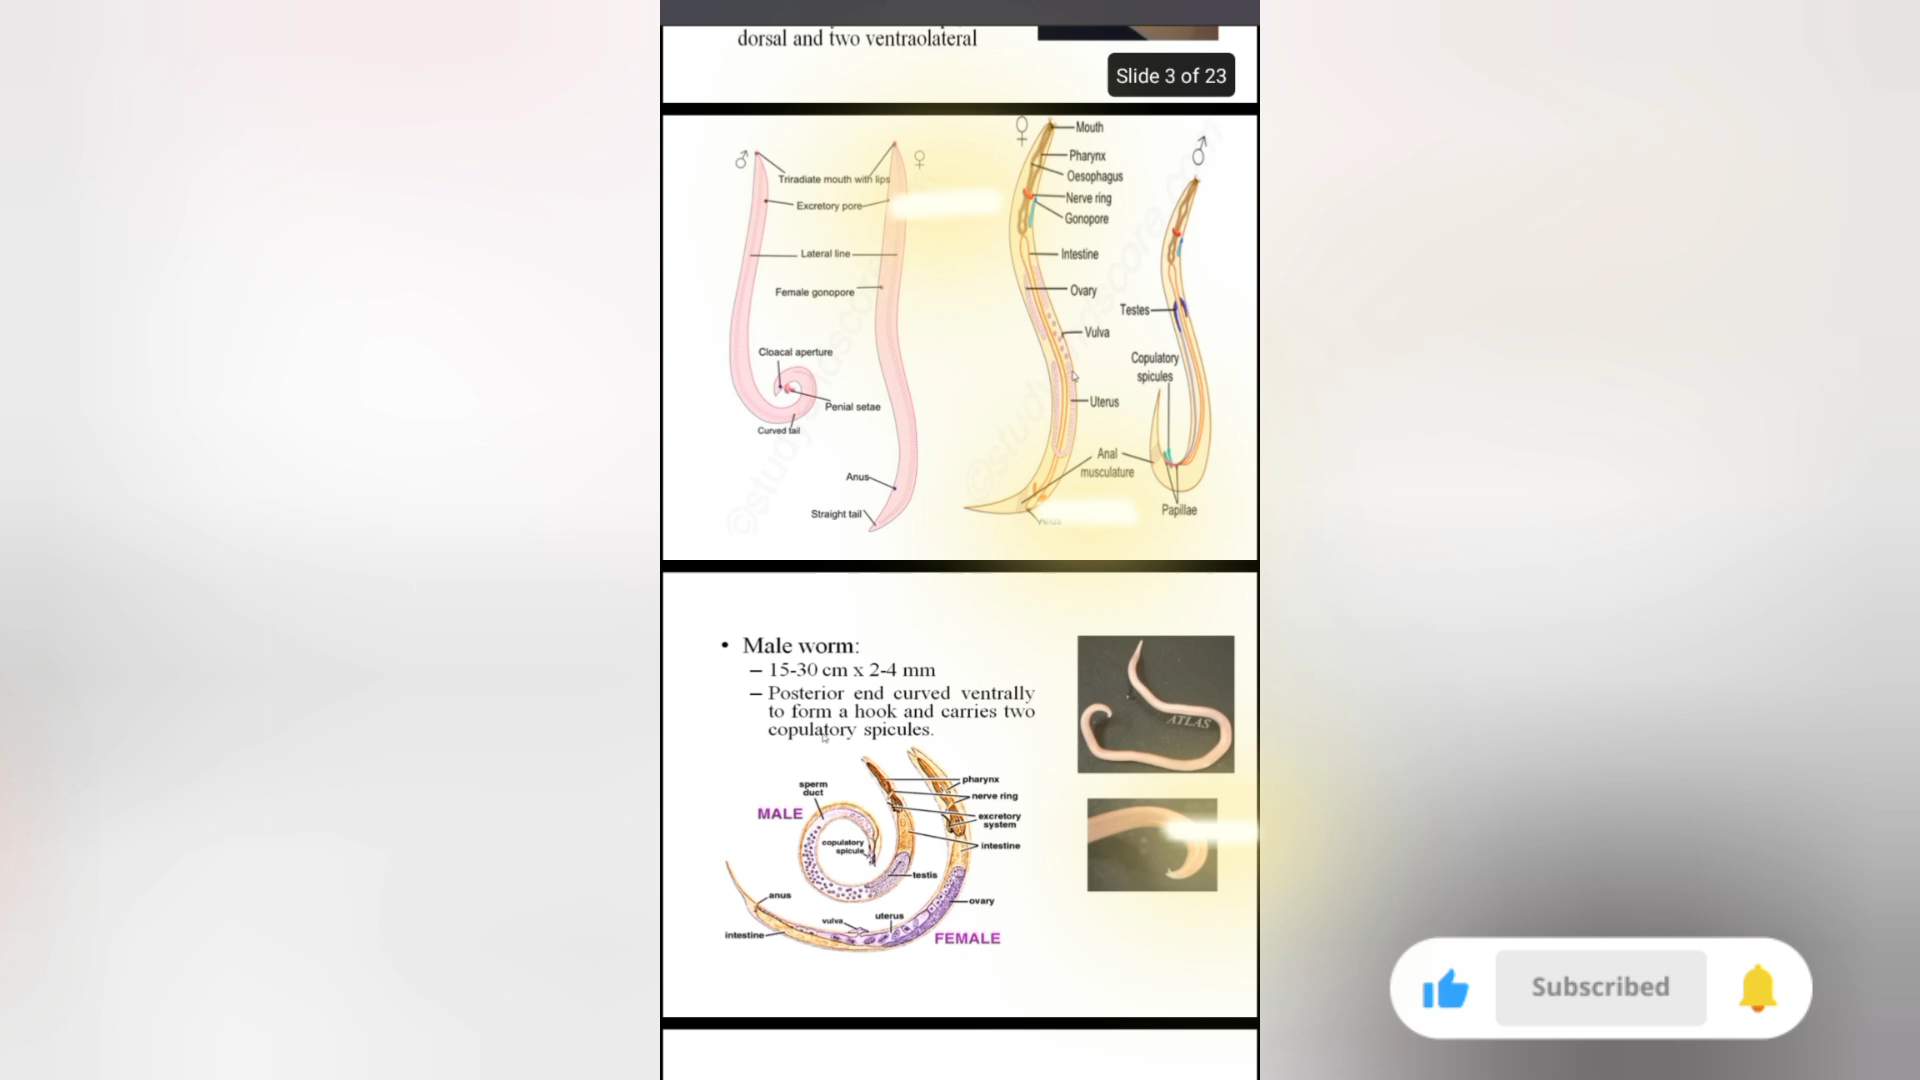 dorsal and two ventraolateral
Slide 3 of 23
Triradiate mouth with lips
Excretory pore
Lateral line
Female gonopore
Cloacal aperture
Penial setae
Curved tail
Anus
Straight tail
Mouth
Pharynx
Oesophagus
Nerve ring
Gonopore
Intestine
Ovary
Testes
Vulva
Copulatory
spicules
Uterus
Anal
musculature
Papillae
Anus
• Male worm:
– 15-30 cm x 2-4 mm
– Posterior end curved ventrally
to form a hook and carries two
copulatory spicules.
ATLAS
sperm
duct
MALE
copulatory
spicule
pharynx
nerve ring
excretory
system
intestine
testis
ovary
anus
vulva
uterus
intestine
FEMALE
Subscribed